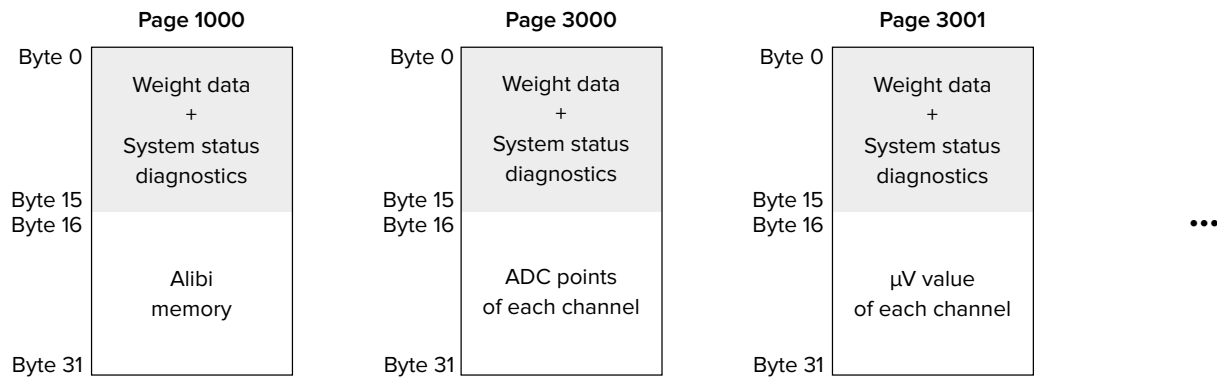 Page 1000
Byte 0
Weight data
+
System status
diagnostics
Byte 15
Byte 16
Alibi
memory
Byte 31
Page 3000
Byte 0
Weight data
+
System status
diagnostics
Byte 15
Byte 16
ADC points
of each channel
Byte 31
Page 3001
Byte 0
Weight data
+
System status
diagnostics
Byte 15
Byte 16
µV value
of each channel
Byte 31
...